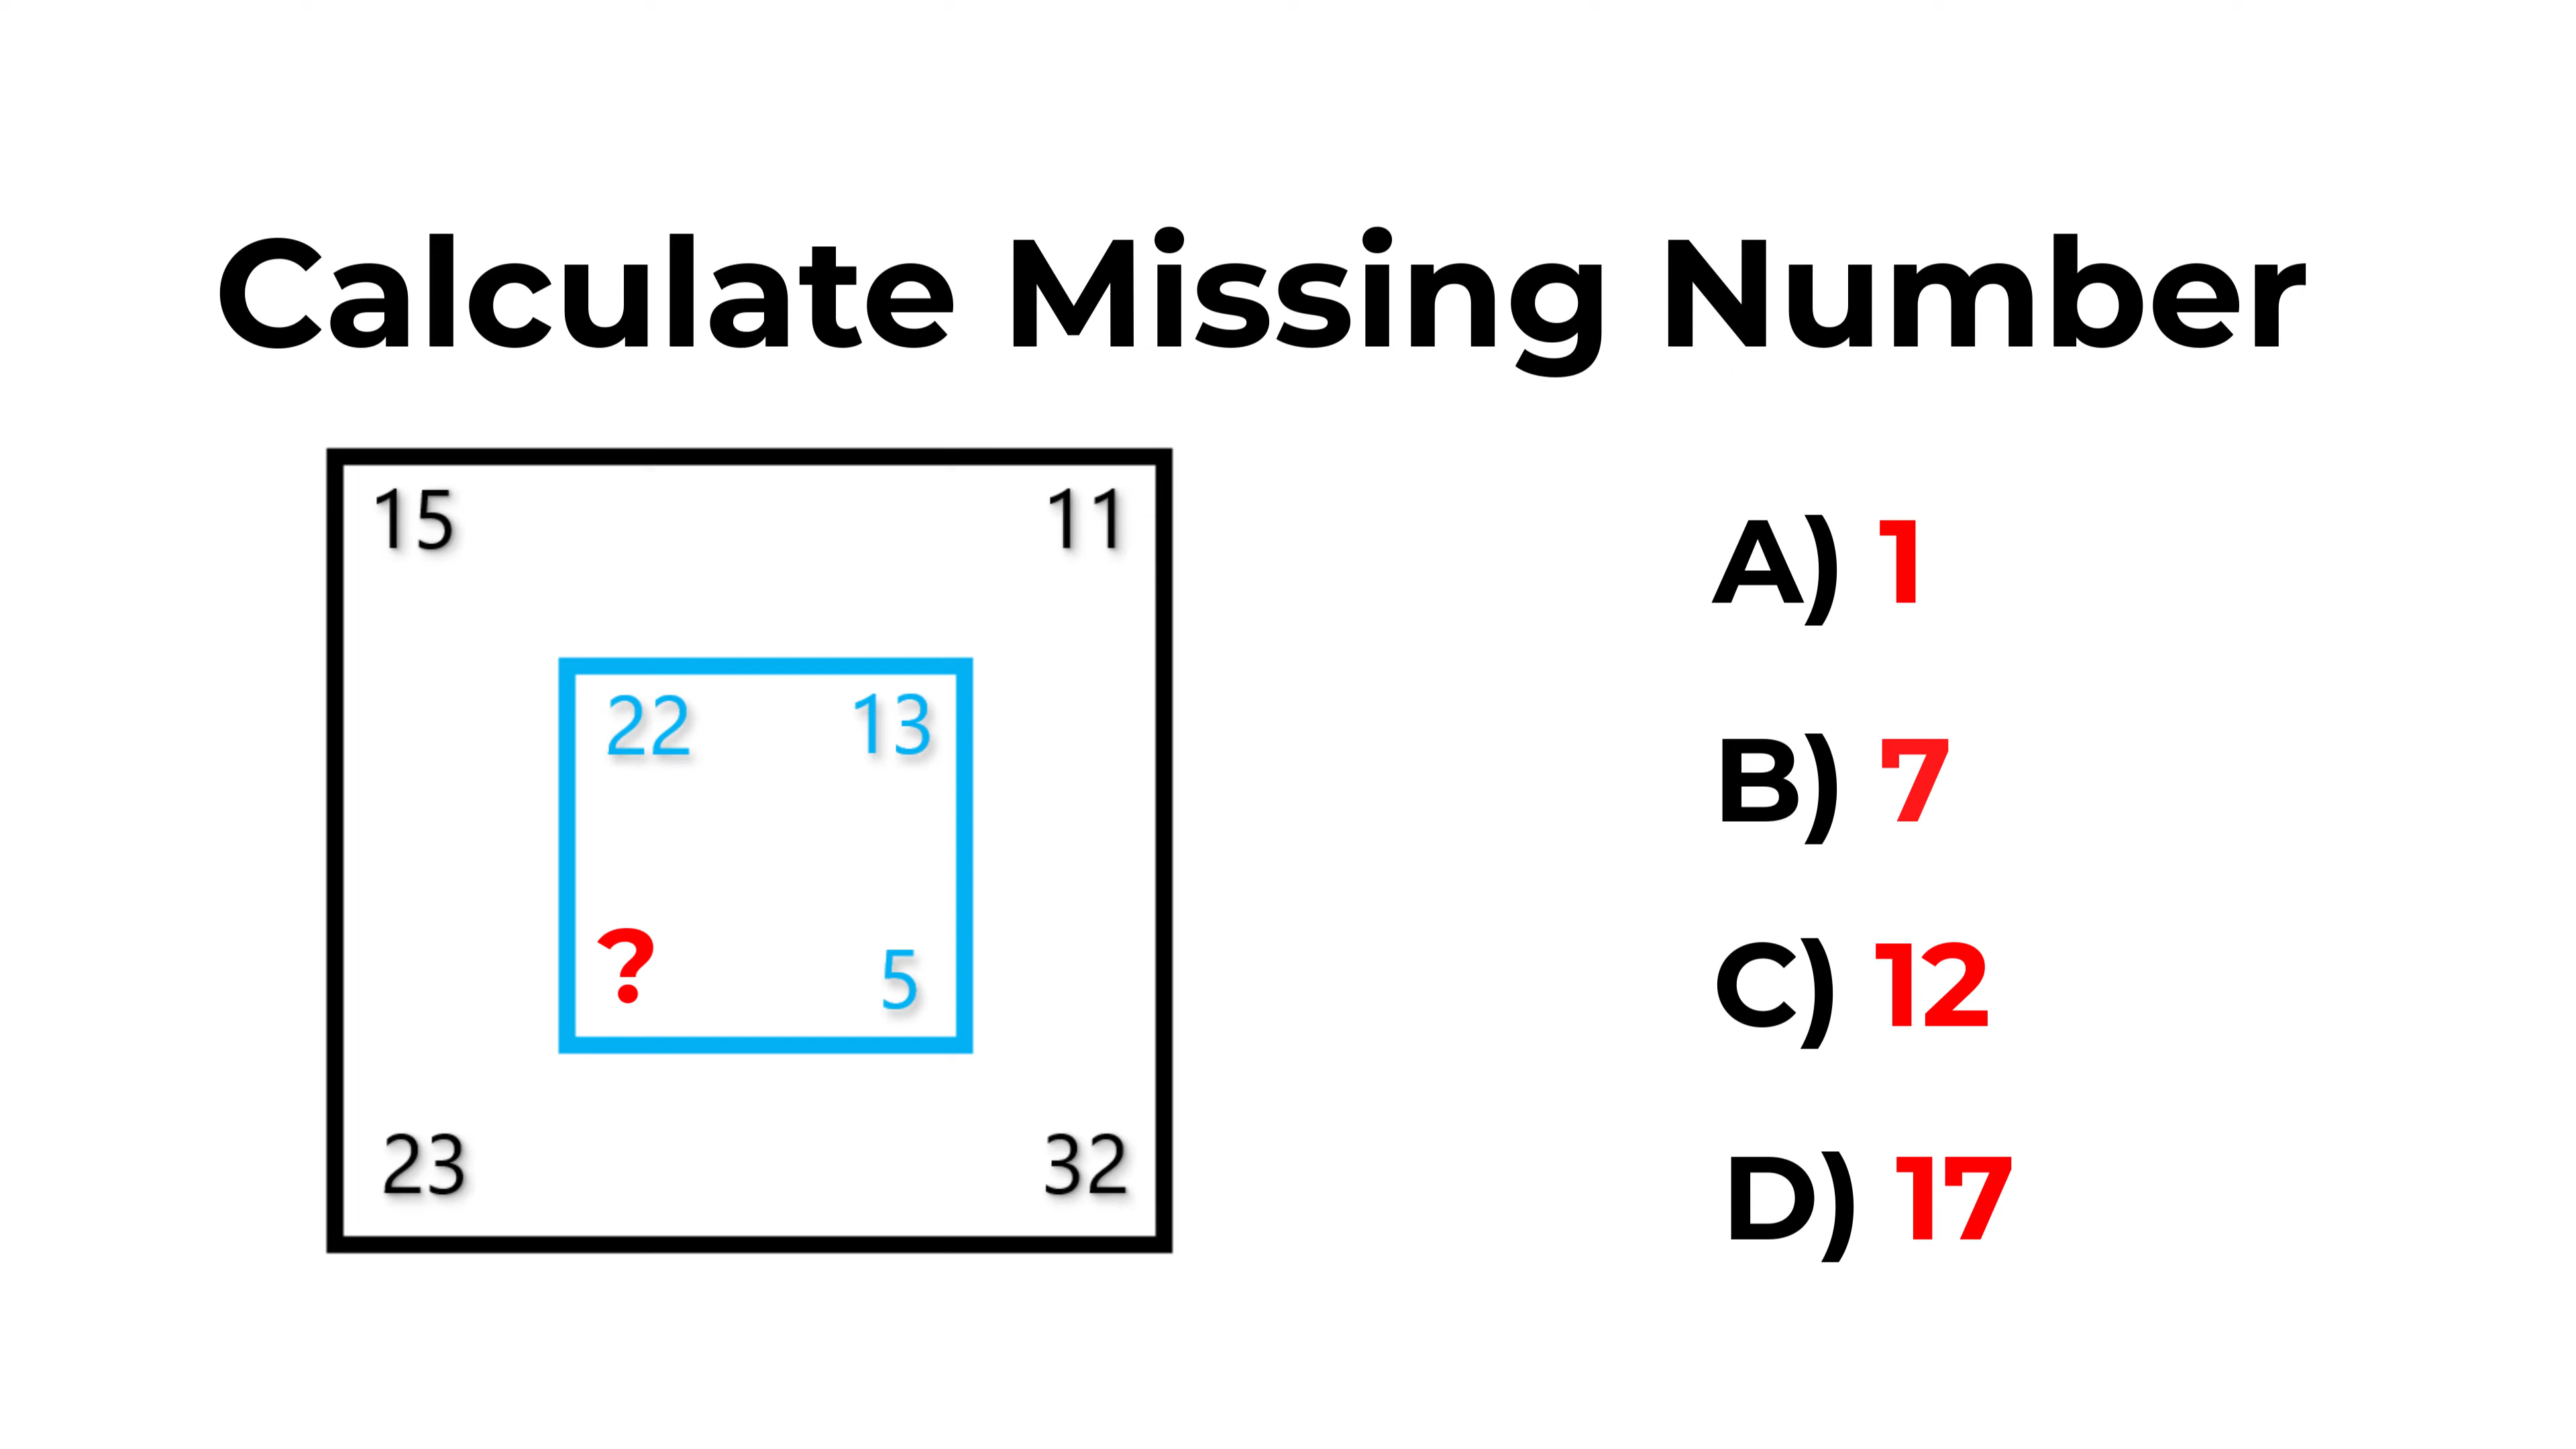 Calculate Missing Number
15 11
22 13
? 5
23 32
A) 1
B) 7
C) 12
D) 17